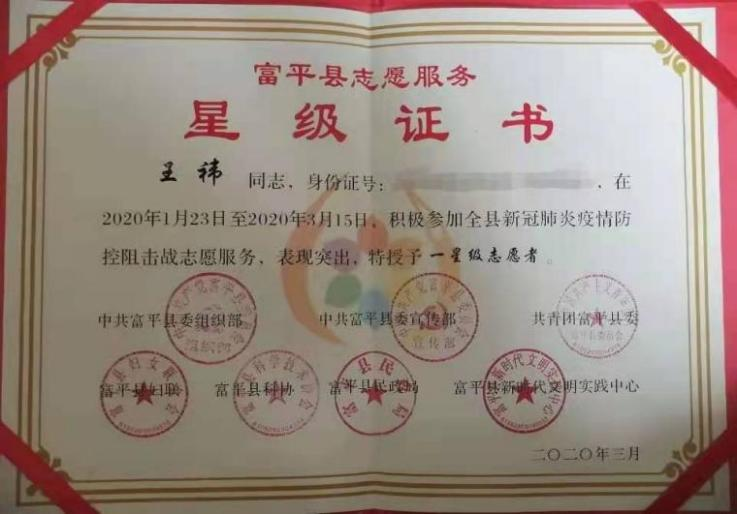 富平县志愿服务
星级证书
王祎 同志，身份证号： ，在
2020年1月23日至2020年3月15日，积极参加全县新冠肺炎疫情防
控阻击战志愿服务，表现突出，特授予一星级志愿者。
中共富平县委组织部 中共富平县委宣传部 共青团富平县委
富平县妇联 富平县科协 富平县民政局 富平县新时代文明实践中心
二〇二〇年三月